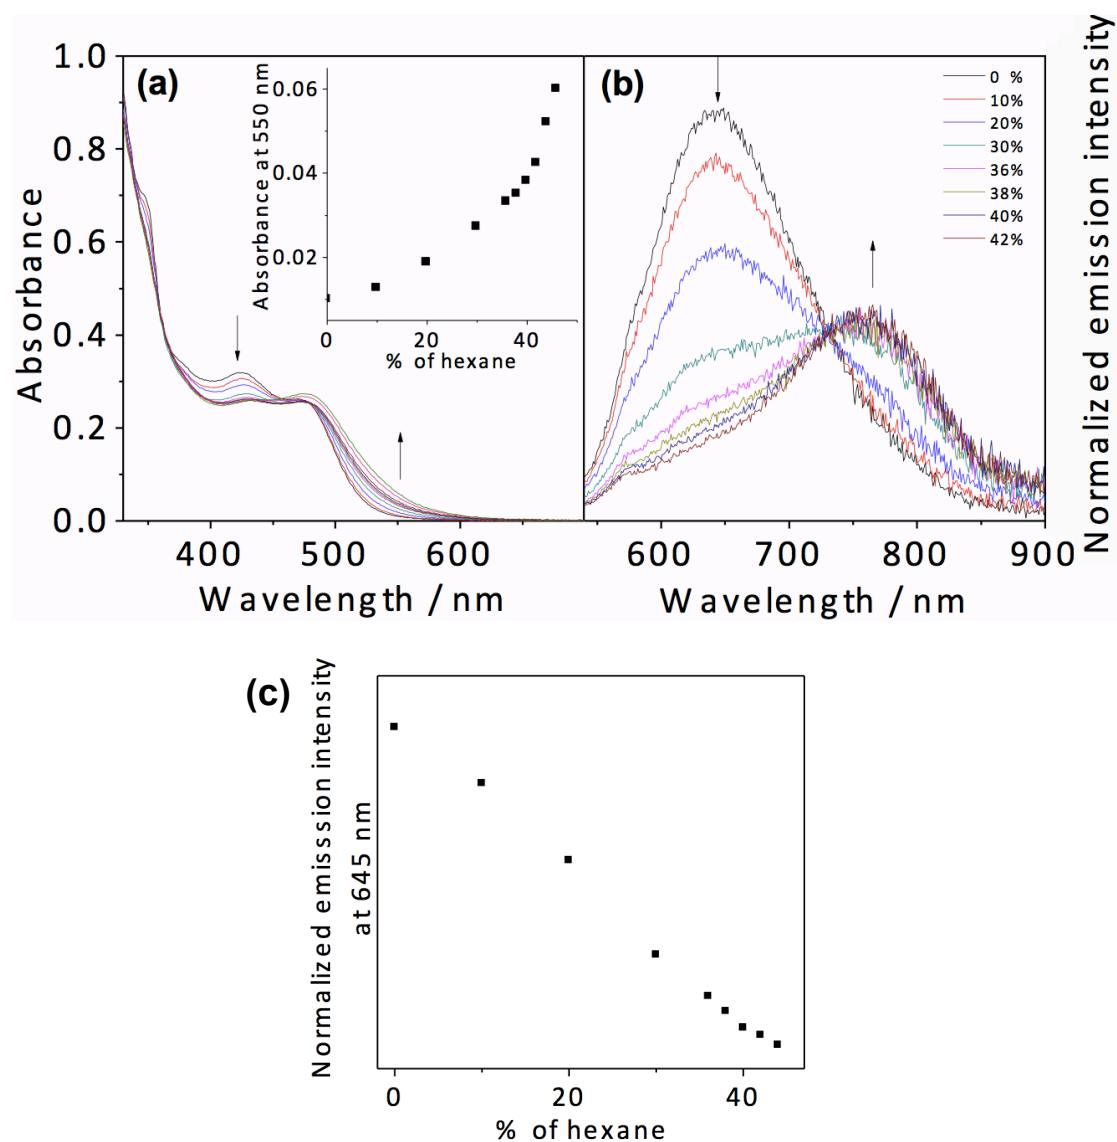 (a)
1.0
0.8
0.6
0.4
0.2
0.0
Absorbance
400
500
600
Wavelength / nm
0.06
0.04
0.02
Absorbance at 550 nm
0
20
40
% of hexane
(b)
0 %
10%
20%
30%
36%
38%
40%
42%
600
700
800
900
Wavelength / nm
Normalized emission intensity
(c)
Normalized emisssion intensity
at 645 nm
0
20
40
% of hexane